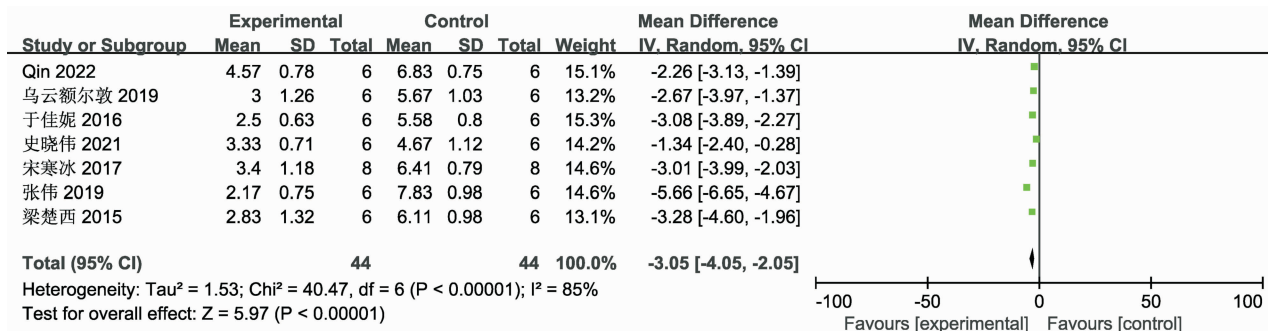 Experimental Control Mean Difference Mean Difference
Study or Subgroup Mean SD Total Mean SD Total Weight IV, Random, 95% CI IV, Random, 95% CI
Qin 2022 4.57 0.78 6 6.83 0.75 6 15.1% -2.26 [-3.13, -1.39]
乌云额尔敦 2019 3 1.26 6 5.67 1.03 6 13.2% -2.67 [-3.97, -1.37]
于佳妮 2016 2.5 0.63 6 5.58 0.8 6 15.3% -3.08 [-3.89, -2.27]
史晓伟 2021 3.33 0.71 6 4.67 1.12 6 14.2% -1.34 [-2.40, -0.28]
宋寒冰 2017 3.4 1.18 8 6.41 0.79 8 14.6% -3.01 [-3.99, -2.03]
张伟 2019 2.17 0.75 6 7.83 0.98 6 14.6% -5.66 [-6.65, -4.67]
梁楚西 2015 2.83 1.32 6 6.11 0.98 6 13.1% -3.28 [-4.60, -1.96]
Total (95% CI) 44 44 100.0% -3.05 [-4.05, -2.05]
Heterogeneity: Tau² = 1.53; Chi² = 40.47, df = 6 (P < 0.00001); I² = 85%
Test for overall effect: Z = 5.97 (P < 0.00001)
-100 -50 0 50 100
Favours [experimental] Favours [control]